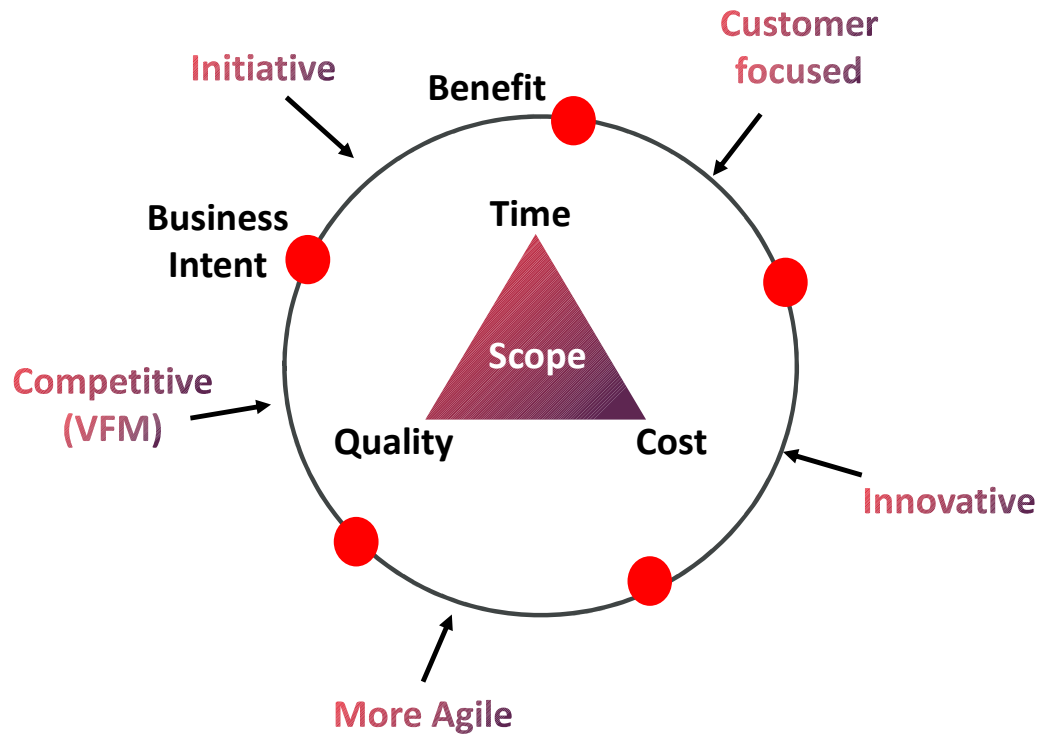 Customer
focused
Initiative
Benefit
Business
Intent
Time
Scope
Competitive
(VFM)
Quality
Cost
Innovative
More Agile